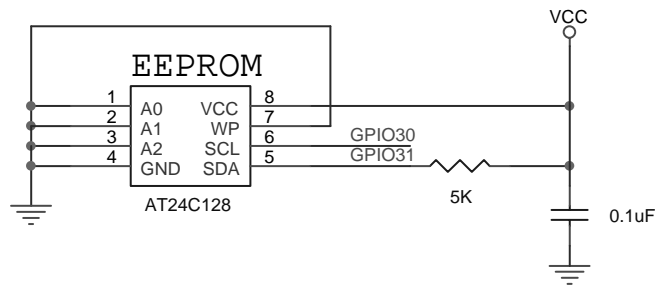 VCC
EEPROM
1 A0 VCC 8
2 A1 WP 7
3 A2 SCL 6 GPIO30
4 GND SDA 5 GPIO31
AT24C128
5K
0.1uF